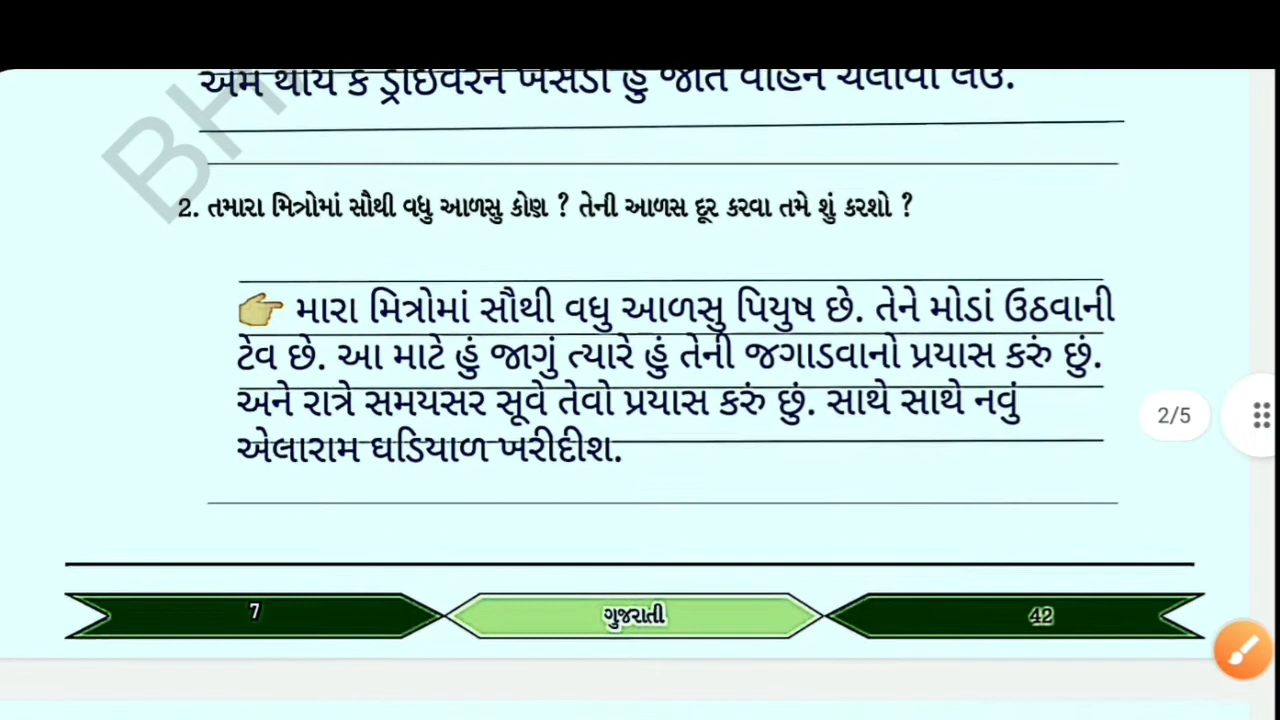 એમ થાય કે ડ્રાઇવરને ખસેડી હું જાતે વાહન ચલાવી લઉં.
BH
2. તમારા મિત્રોમાં સૌથી વધુ આળસુ કોણ ? તેની આળસ દૂર કરવા તમે શું કરશો ?
👉 મારા મિત્રોમાં સૌથી વધુ આળસુ પિયુષ છે. તેને મોડાં ઉઠવાની
ટેવ છે. આ માટે હું જાગું ત્યારે હું તેની જગાડવાનો પ્રયાસ કરું છું.
અને રાત્રે સમયસર સૂવે તેવો પ્રયાસ કરું છું. સાથે સાથે નવું
એલારામ ઘડિયાળ ખરીદીશ.
2/5
7 ગુજરાતી 42